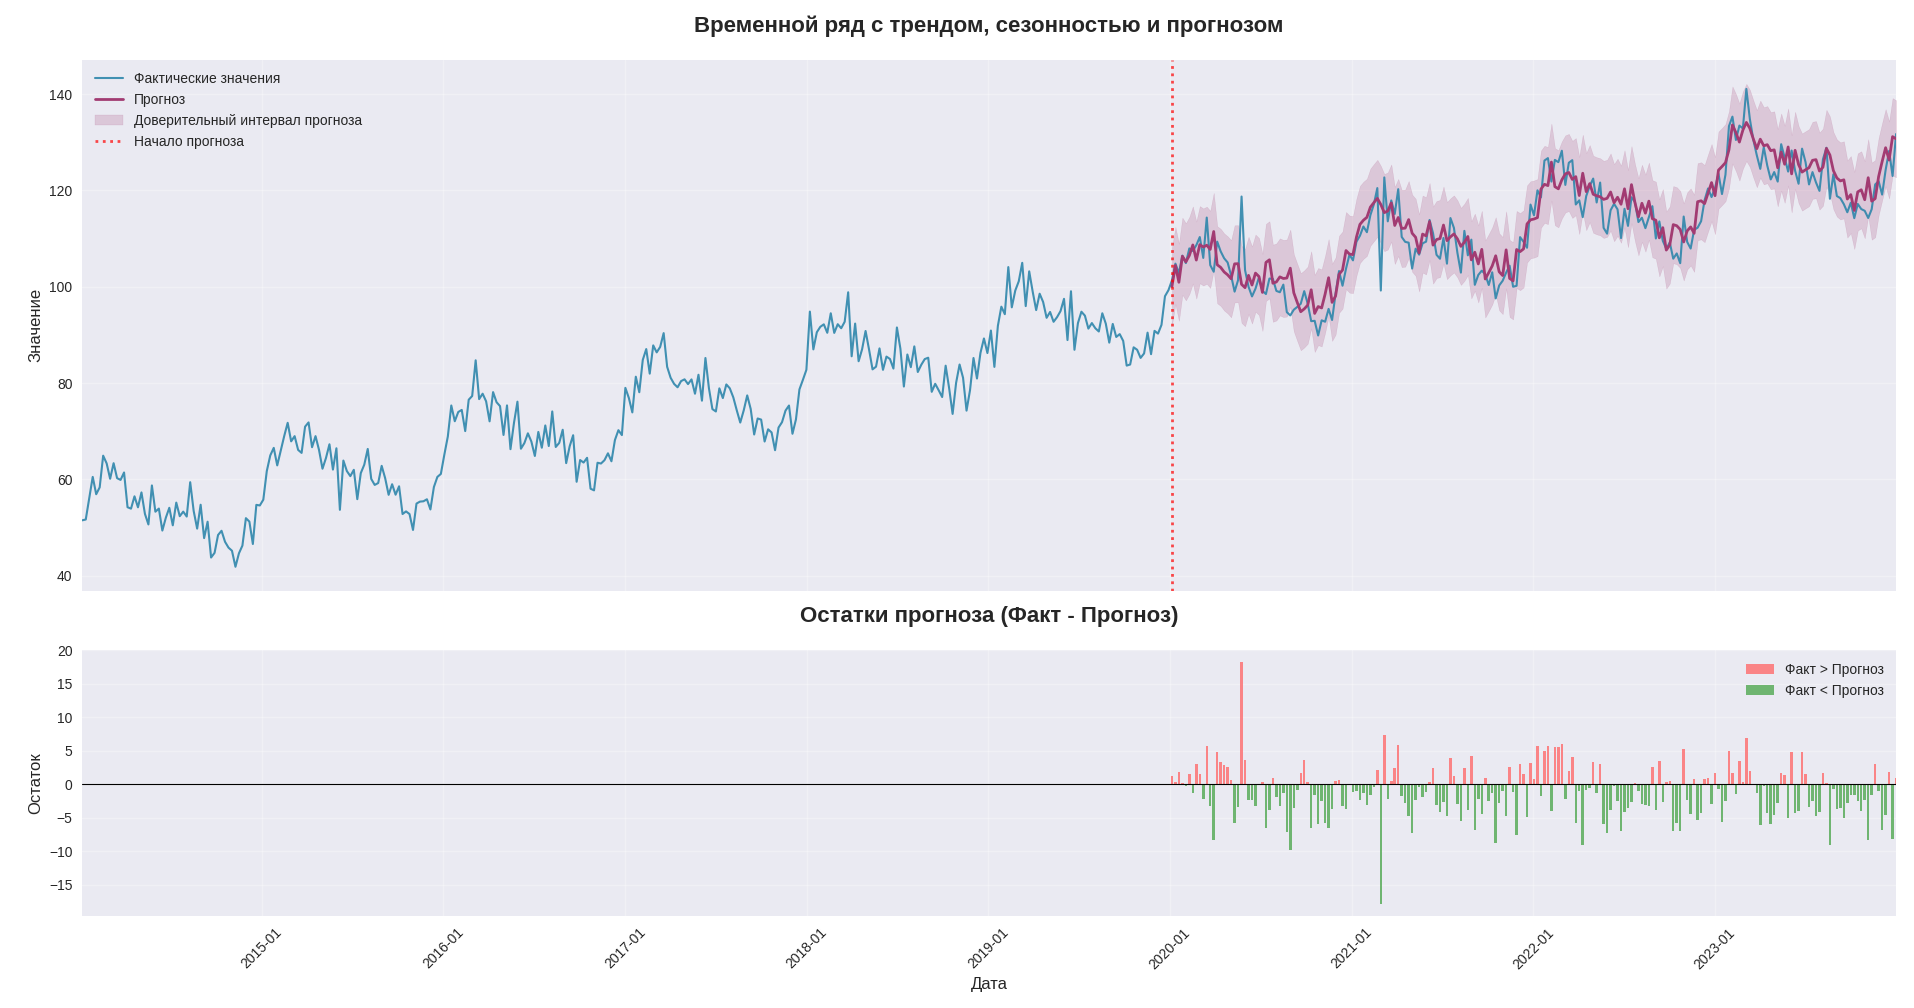 Временной ряд с трендом, сезонностью и прогнозом
Фактические значения
Прогноз
Доверительный интервал прогноза
Начало прогноза
Значение
140
120
100
80
60
40
Остатки прогноза (Факт - Прогноз)
Факт > Прогноз
Факт < Прогноз
Остаток
20
15
10
5
0
−5
−10
−15
2015-01
2016-01
2017-01
2018-01
2019-01
2020-01
2021-01
2022-01
2023-01
Дата